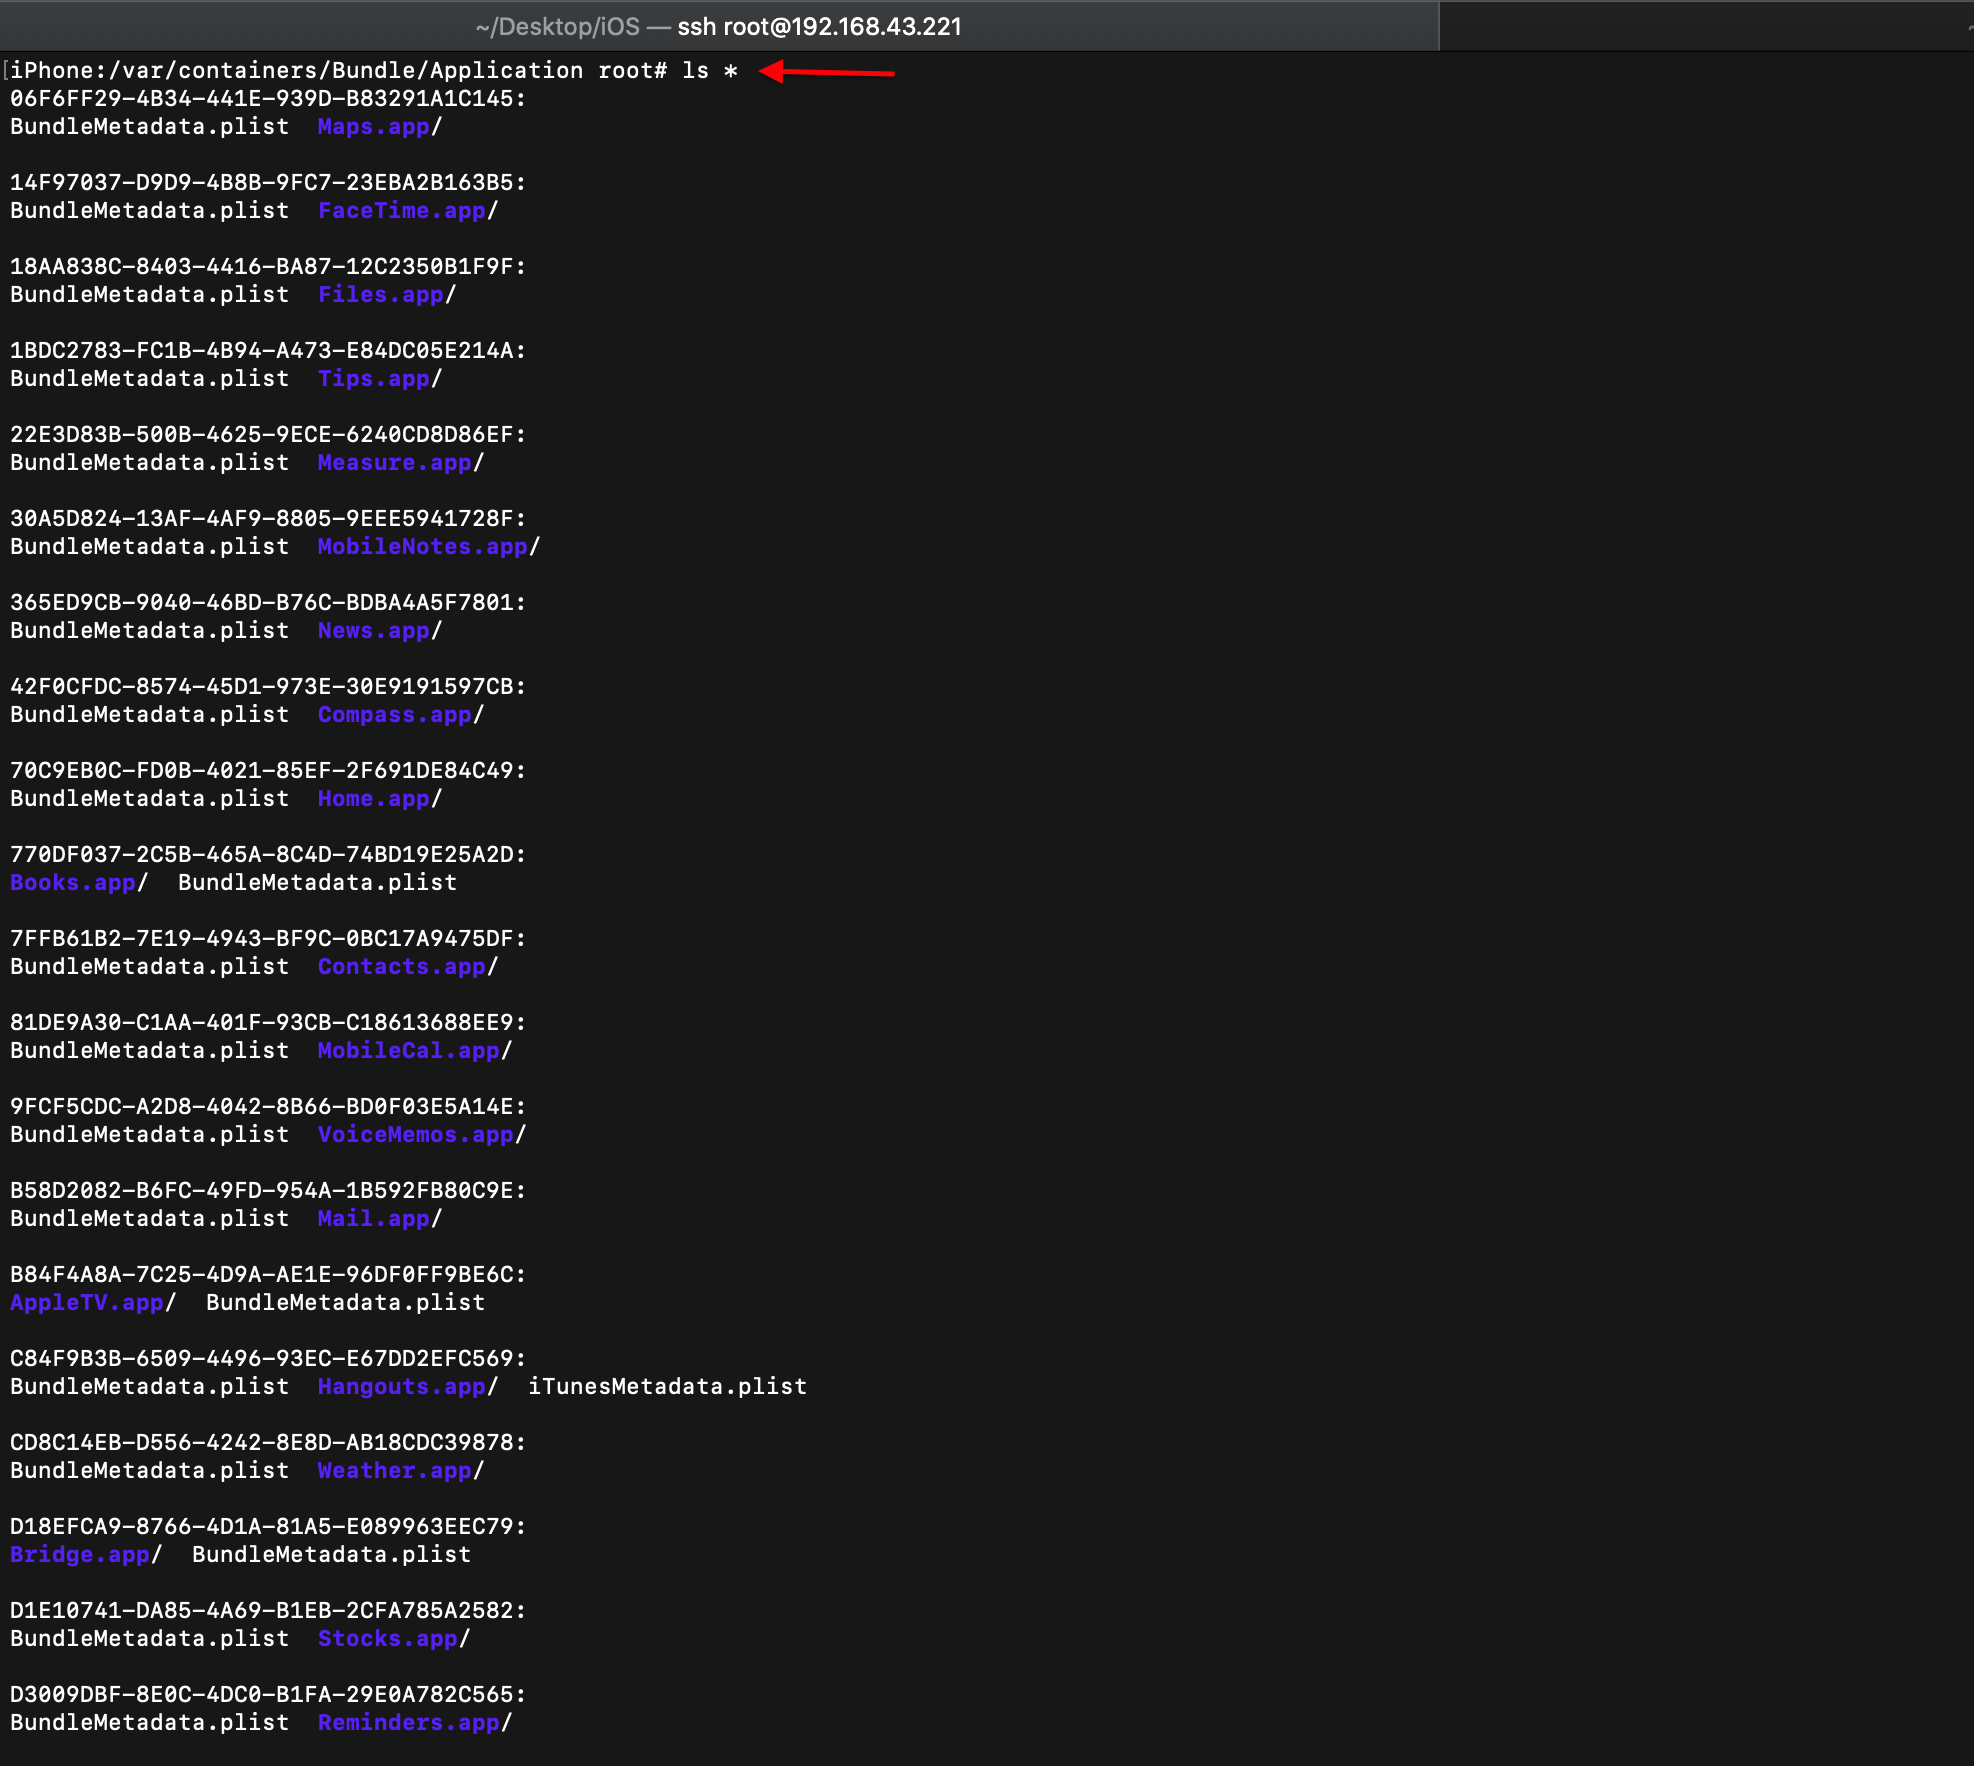 ~/Desktop/iOS — ssh root@192.168.43.221
[iPhone:/var/containers/Bundle/Application root# ls *
06F6FF29-4B34-441E-939D-B83291A1C145:
BundleMetadata.plist  Maps.app/
14F97037-D9D9-4B8B-9FC7-23EBA2B163B5:
BundleMetadata.plist  FaceTime.app/
18AA838C-8403-4416-BA87-12C2350B1F9F:
BundleMetadata.plist  Files.app/
1BDC2783-FC1B-4B94-A473-E84DC05E214A:
BundleMetadata.plist  Tips.app/
22E3D83B-500B-4625-9ECE-6240CD8D86EF:
BundleMetadata.plist  Measure.app/
30A5D824-13AF-4AF9-8805-9EEE5941728F:
BundleMetadata.plist  MobileNotes.app/
365ED9CB-9040-46BD-B76C-BDBA4A5F7801:
BundleMetadata.plist  News.app/
42F0CFDC-8574-45D1-973E-30E9191597CB:
BundleMetadata.plist  Compass.app/
70C9EB0C-FD0B-4021-85EF-2F691DE84C49:
BundleMetadata.plist  Home.app/
770DF037-2C5B-465A-8C4D-74BD19E25A2D:
Books.app/  BundleMetadata.plist
7FFB61B2-7E19-4943-BF9C-0BC17A9475DF:
BundleMetadata.plist  Contacts.app/
81DE9A30-C1AA-401F-93CB-C18613688EE9:
BundleMetadata.plist  MobileCal.app/
9FCF5CDC-A2D8-4042-8B66-BD0F03E5A14E:
BundleMetadata.plist  VoiceMemos.app/
B58D2082-B6FC-49FD-954A-1B592FB80C9E:
BundleMetadata.plist  Mail.app/
B84F4A8A-7C25-4D9A-AE1E-96DF0FF9BE6C:
AppleTV.app/  BundleMetadata.plist
C84F9B3B-6509-4496-93EC-E67DD2EFC569:
BundleMetadata.plist  Hangouts.app/  iTunesMetadata.plist
CD8C14EB-D556-4242-8E8D-AB18CDC39878:
BundleMetadata.plist  Weather.app/
D18EFCA9-8766-4D1A-81A5-E089963EEC79:
Bridge.app/  BundleMetadata.plist
D1E10741-DA85-4A69-B1EB-2CFA785A2582:
BundleMetadata.plist  Stocks.app/
D3009DBF-8E0C-4DC0-B1FA-29E0A782C565:
BundleMetadata.plist  Reminders.app/